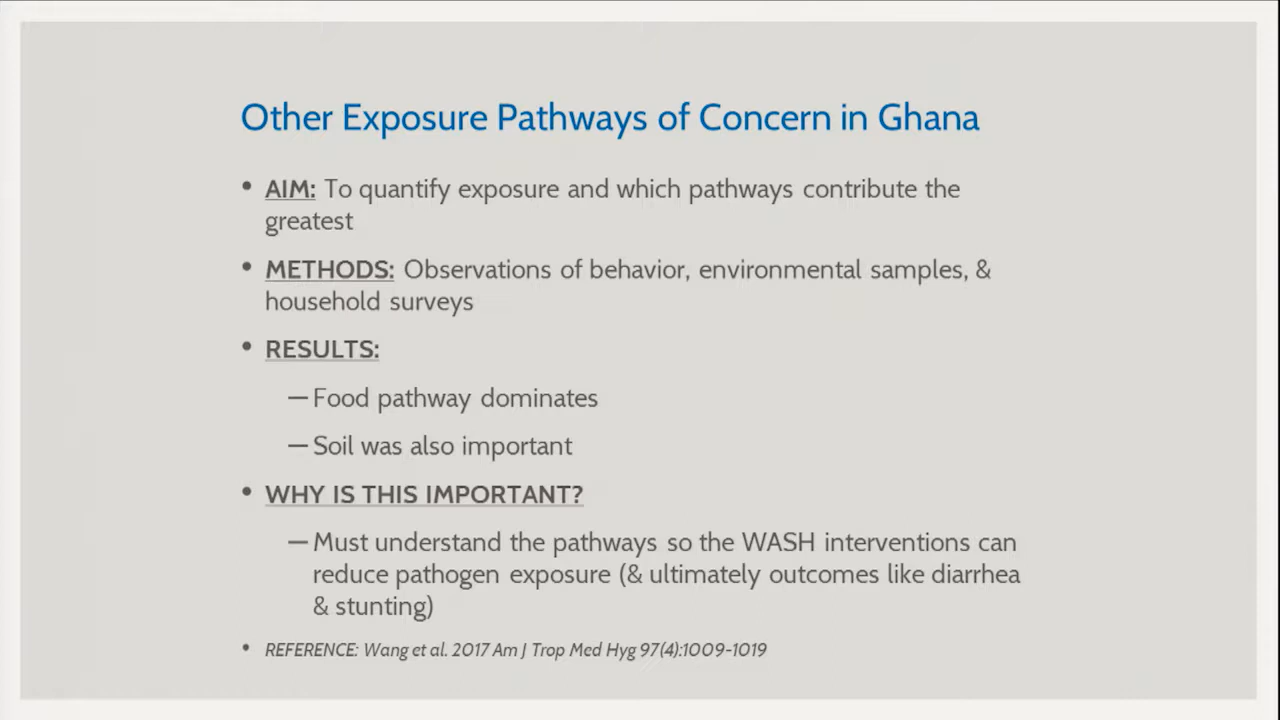 Other Exposure Pathways of Concern in Ghana
• AIM: To quantify exposure and which pathways contribute the
greatest
• METHODS: Observations of behavior, environmental samples, &
household surveys
• RESULTS:
— Food pathway dominates
— Soil was also important
• WHY IS THIS IMPORTANT?
— Must understand the pathways so the WASH interventions can
reduce pathogen exposure (& ultimately outcomes like diarrhea
& stunting)
• REFERENCE: Wang et al. 2017 Am J Trop Med Hyg 97(4):1009-1019